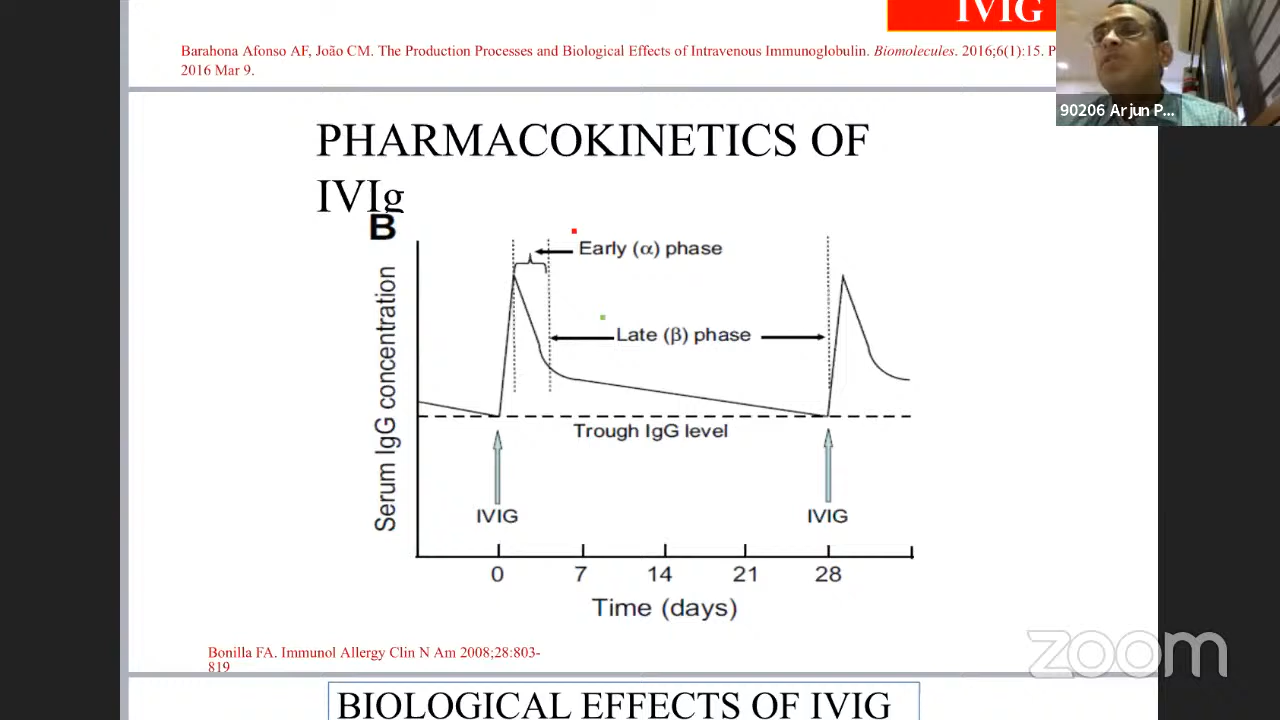 IVIG
Barahona Afonso AF, João CM. The Production Processes and Biological Effects of Intravenous Immunoglobulin. Biomolecules. 2016;6(1):15. P
2016 Mar 9.
90206 Arjun P...
PHARMACOKINETICS OF
IVIg
B
Early (α) phase
Late (β) phase
Serum IgG concentration
Trough IgG level
IVIG
IVIG
0 7 14 21 28
Time (days)
zoom
Bonilla FA. Immunol Allergy Clin N Am 2008;28:803-
819
BIOLOGICAL EFFECTS OF IVIG